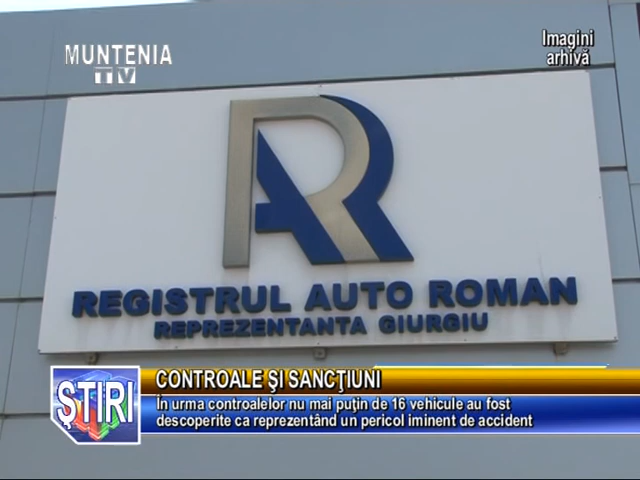 MUNTENIA
TV
Imagini
arhivă
AR
REGISTRUL AUTO ROMAN
REPREZENTANTA GIURGIU
ŞTIRI
CONTROALE ŞI SANCŢIUNI
În urma controalelor nu mai puţin de 16 vehicule au fost
descoperite ca reprezentând un pericol iminent de accident